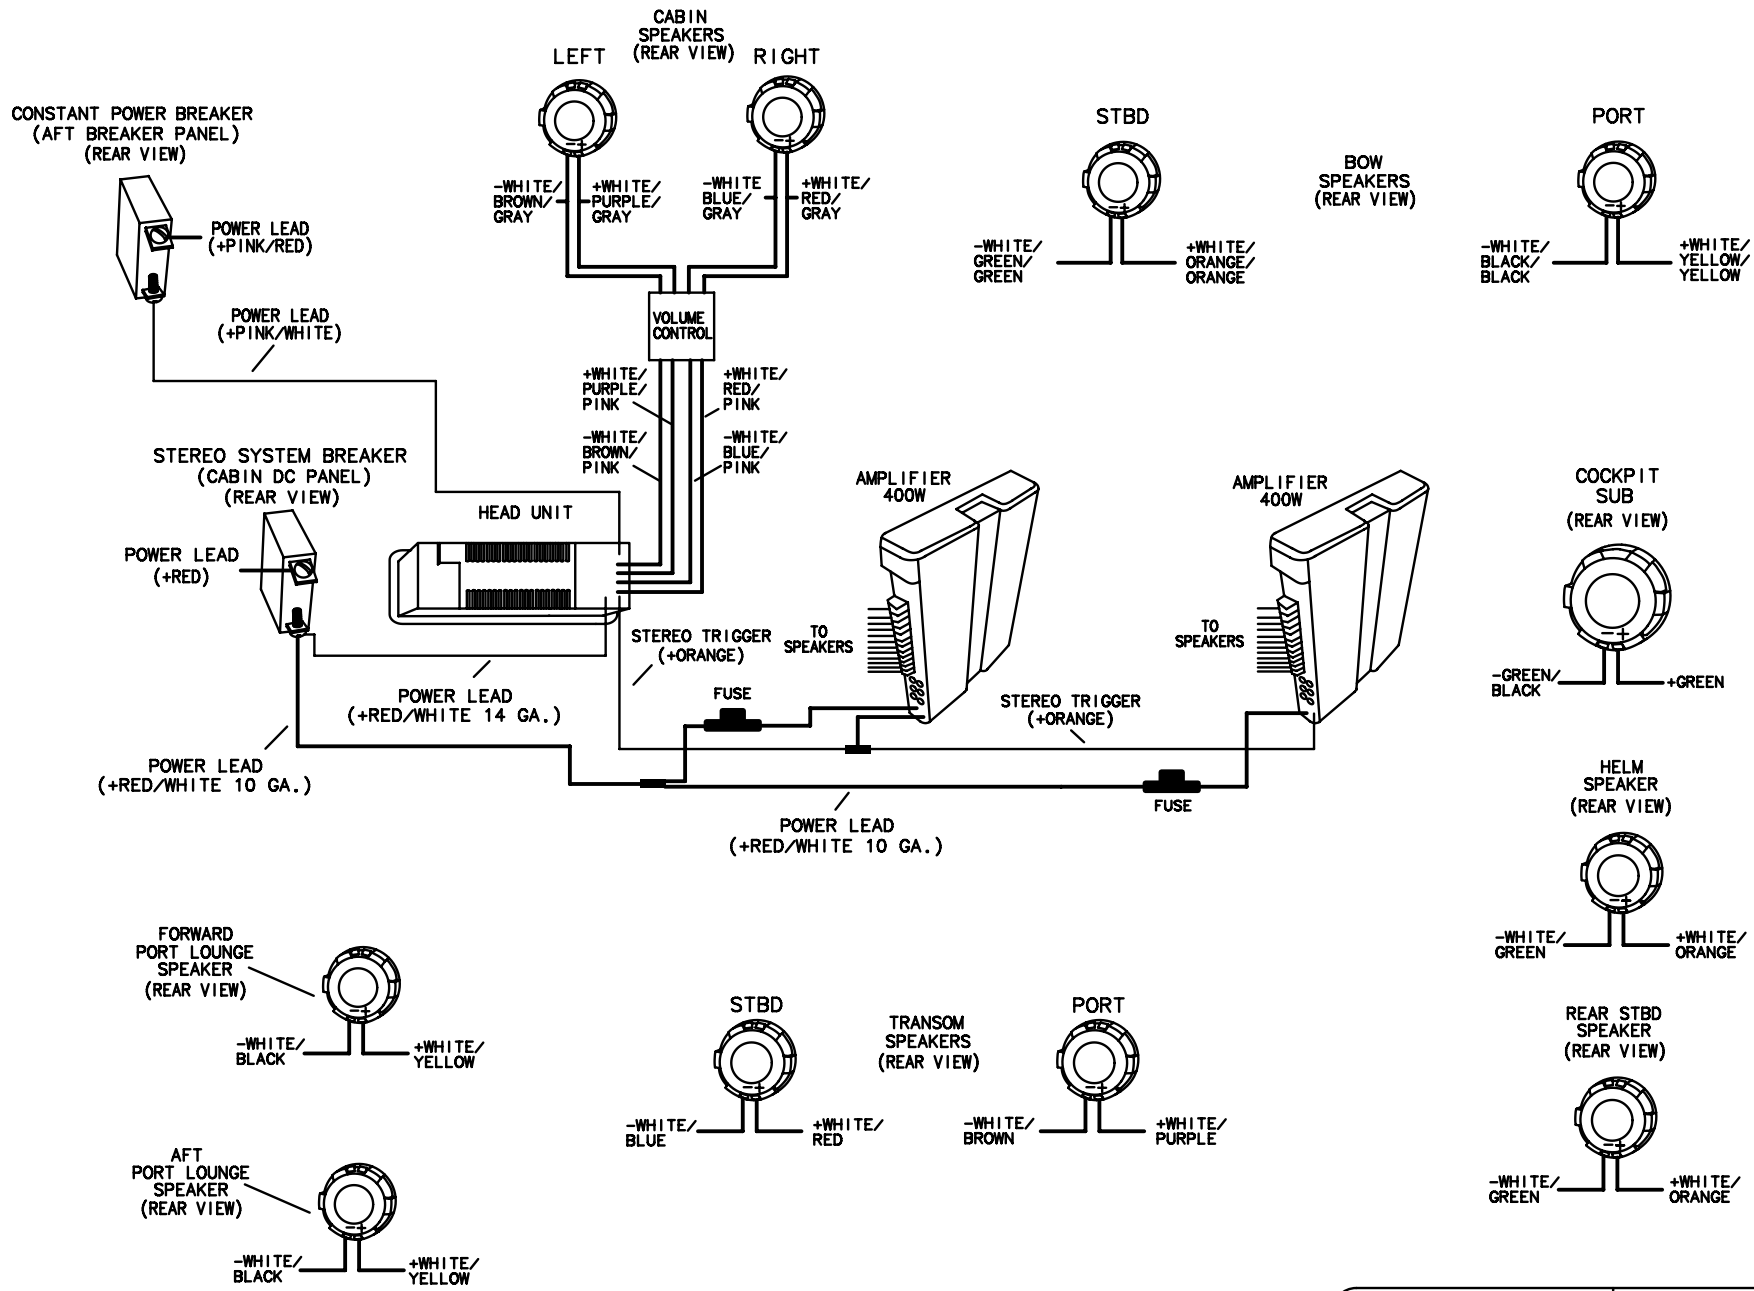 CABIN
SPEAKERS
(REAR VIEW)
LEFT
RIGHT
-WHITE/
BROWN/
GRAY
+WHITE/
PURPLE/
GRAY
-WHITE
BLUE/
GRAY
+WHITE/
RED/
GRAY
CONSTANT POWER BREAKER
(AFT BREAKER PANEL)
(REAR VIEW)
POWER LEAD
(+PINK/RED)
POWER LEAD
(+PINK/WHITE)
VOLUME
CONTROL
+WHITE/
PURPLE/
PINK
+WHITE/
RED/
PINK
-WHITE/
BROWN/
PINK
-WHITE/
BLUE/
PINK
STBD
-WHITE/
GREEN/
GREEN
+WHITE/
ORANGE/
ORANGE
BOW
SPEAKERS
(REAR VIEW)
PORT
-WHITE/
BLACK/
BLACK
+WHITE/
YELLOW/
YELLOW
STEREO SYSTEM BREAKER
(CABIN DC PANEL)
(REAR VIEW)
POWER LEAD
(+RED)
HEAD UNIT
AMPLIFIER
400W
TO
SPEAKERS
AMPLIFIER
400W
TO
SPEAKERS
STEREO TRIGGER
(+ORANGE)
POWER LEAD
(+RED/WHITE 14 GA.)
FUSE
STEREO TRIGGER
(+ORANGE)
POWER LEAD
(+RED/WHITE 10 GA.)
FUSE
POWER LEAD
(+RED/WHITE 10 GA.)
COCKPIT
SUB
(REAR VIEW)
-GREEN/
BLACK
+GREEN
HELM
SPEAKER
(REAR VIEW)
-WHITE/
GREEN
+WHITE/
ORANGE
FORWARD
PORT LOUNGE
SPEAKER
(REAR VIEW)
-WHITE/
BLACK
+WHITE/
YELLOW
STBD
TRANSOM
SPEAKERS
(REAR VIEW)
PORT
-WHITE/
BLUE
+WHITE/
RED
-WHITE/
BROWN
+WHITE/
PURPLE
REAR STBD
SPEAKER
(REAR VIEW)
-WHITE/
GREEN
+WHITE/
ORANGE
AFT
PORT LOUNGE
SPEAKER
(REAR VIEW)
-WHITE/
BLACK
+WHITE/
YELLOW